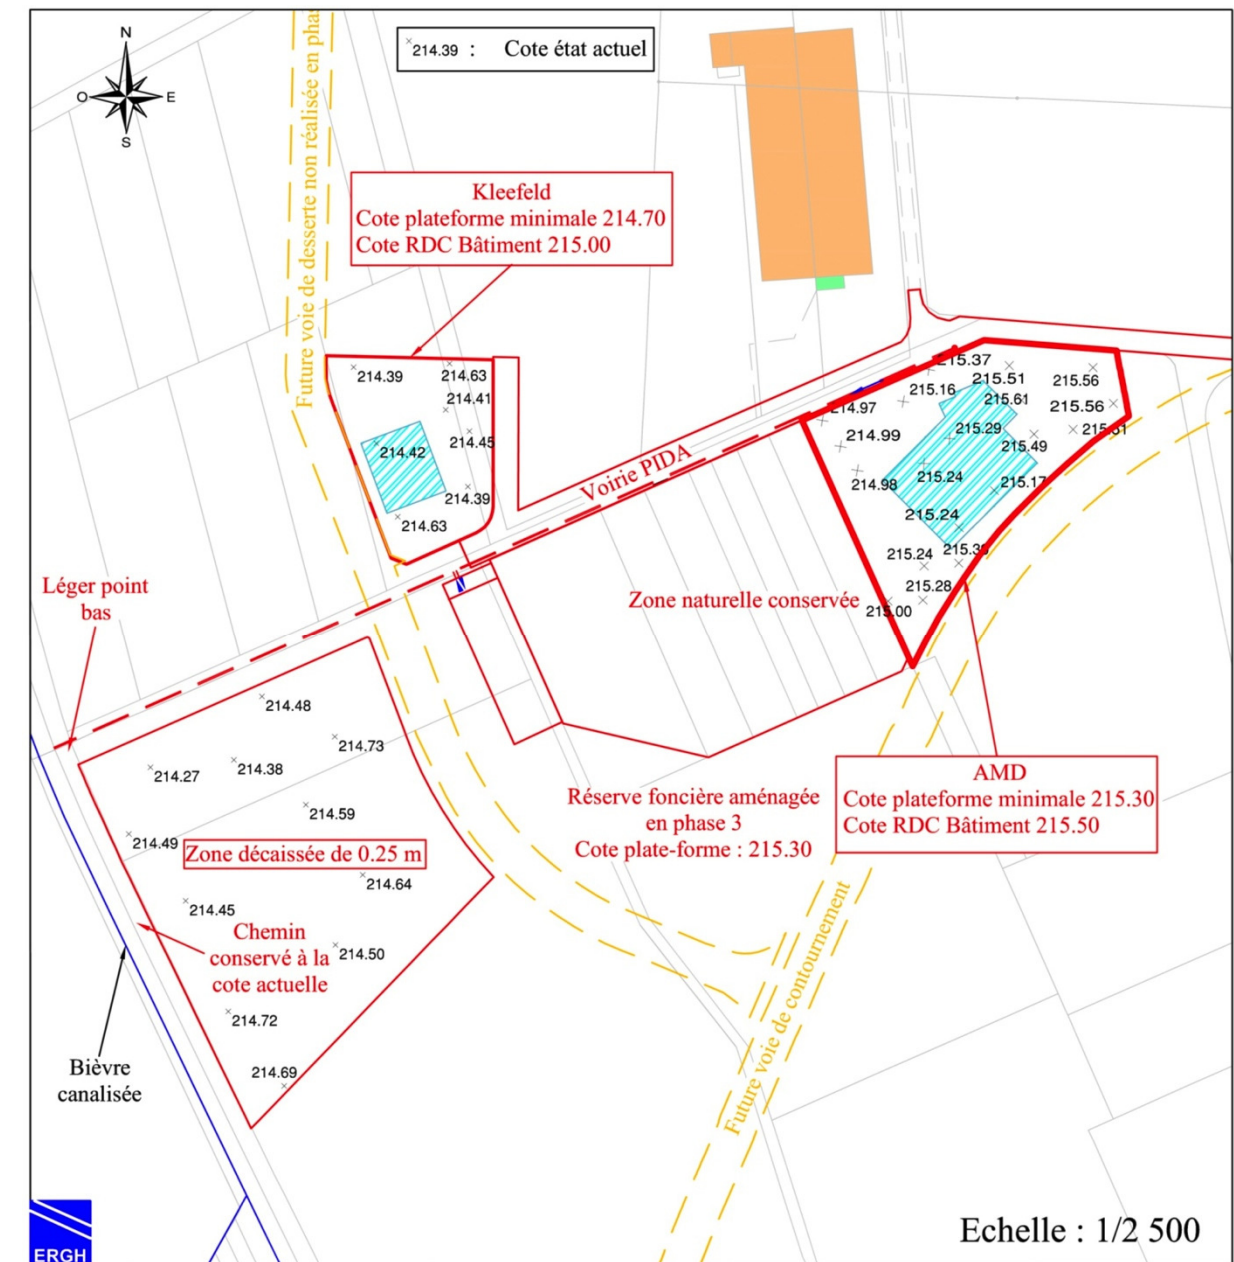 N
O
E
S
214.39 : Cote état actuel
Future voie de desserte non réalisée en phas
Kleefeld
Cote plateforme minimale 214.70
Cote RDC Bâtiment 215.00
214.39
214.63
214.41
214.42
214.45
214.39
214.63
215.37
215.51
215.56
215.16
215.61
215.56
214.97
215.29
214.99
215.49
214.98
215.24
215.17
215.24
215.24
215.28
215.00
Voirie PIDA
Zone naturelle conservée
Léger point
bas
214.48
214.73
214.27
214.38
214.59
214.49
Zone décaissée de 0.25 m
214.64
214.45
Chemin
conservé à la
cote actuelle
214.50
214.72
214.69
Réserve foncière aménagée
en phase 3
Cote plate-forme : 215.30
AMD
Cote plateforme minimale 215.30
Cote RDC Bâtiment 215.50
Future voie de contournement
Bièvre
canalisée
Echelle : 1/2 500
ERGH